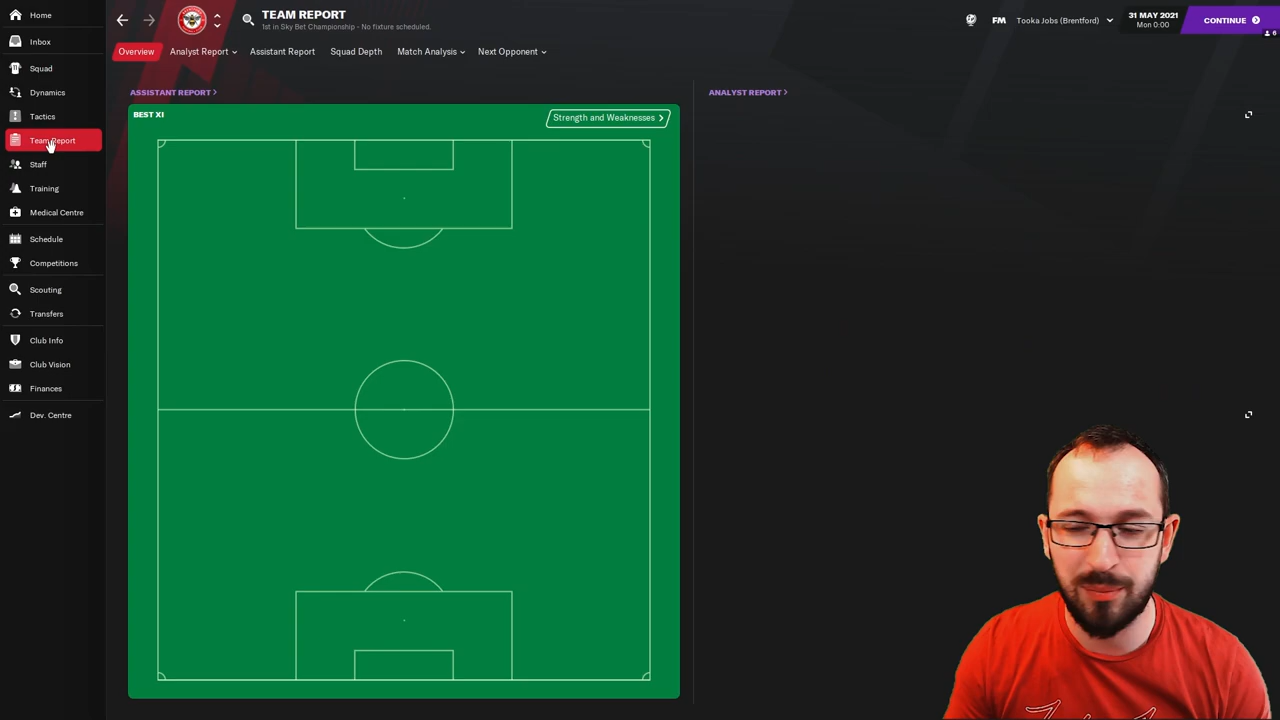 Home
Inbox
Squad
Dynamics
Tactics
Team Report
Staff
Training
Medical Centre
Schedule
Competitions
Scouting
Transfers
Club Info
Club Vision
Finances
Dev. Centre
TEAM REPORT
1st in Sky Bet Championship - No fixture scheduled.
FM
Tooka Jobs (Brentford)
31 MAY 2021
Mon 0:00
CONTINUE
6
Overview
Analyst Report
Assistant Report
Squad Depth
Match Analysis
Next Opponent
ASSISTANT REPORT >
BEST XI
Strength and Weaknesses >
ANALYST REPORT >